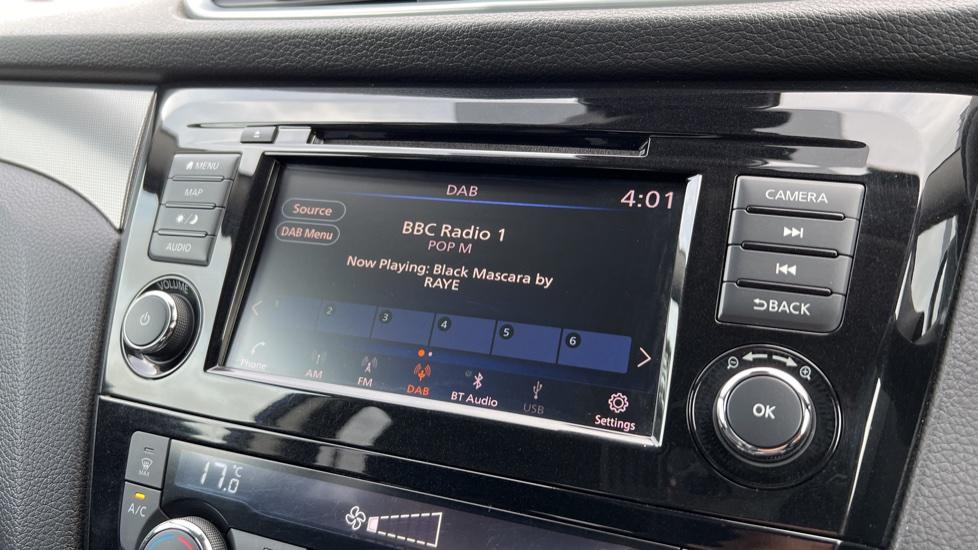 MENU
MAP
AUDIO
VOLUME
DAB
4:01
Source
DAB Menu
BBC Radio 1
POP M
Now Playing: Black Mascara by
RAYE
2
3
4
5
6
Phone
AM
FM
DAB
BT Audio
USB
Settings
CAMERA
BACK
OK
MAX
A/C
17.0 °C